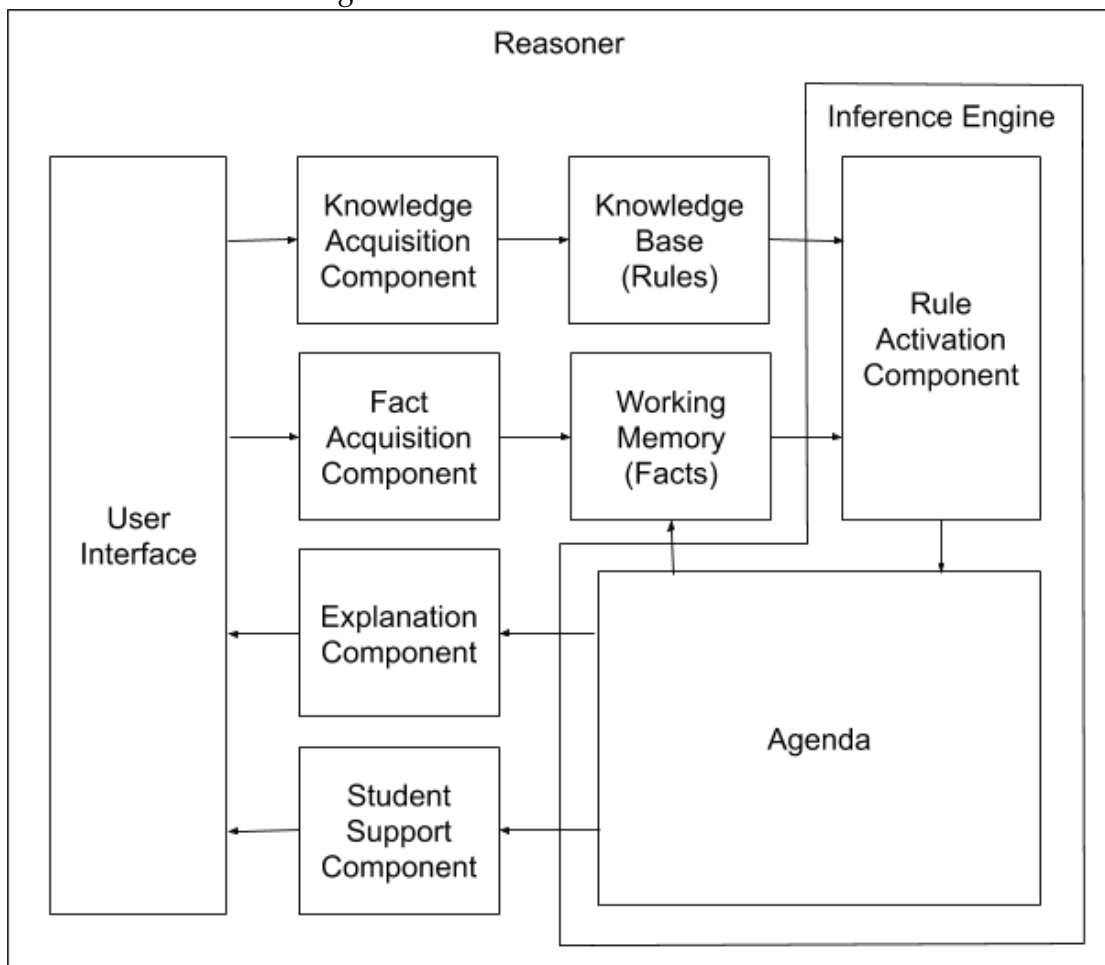 Reasoner
Inference Engine
User
Interface
Knowledge
Acquisition
Component
Knowledge
Base
(Rules)
Rule
Activation
Component
Fact
Acquisition
Component
Working
Memory
(Facts)
Explanation
Component
Agenda
Student
Support
Component